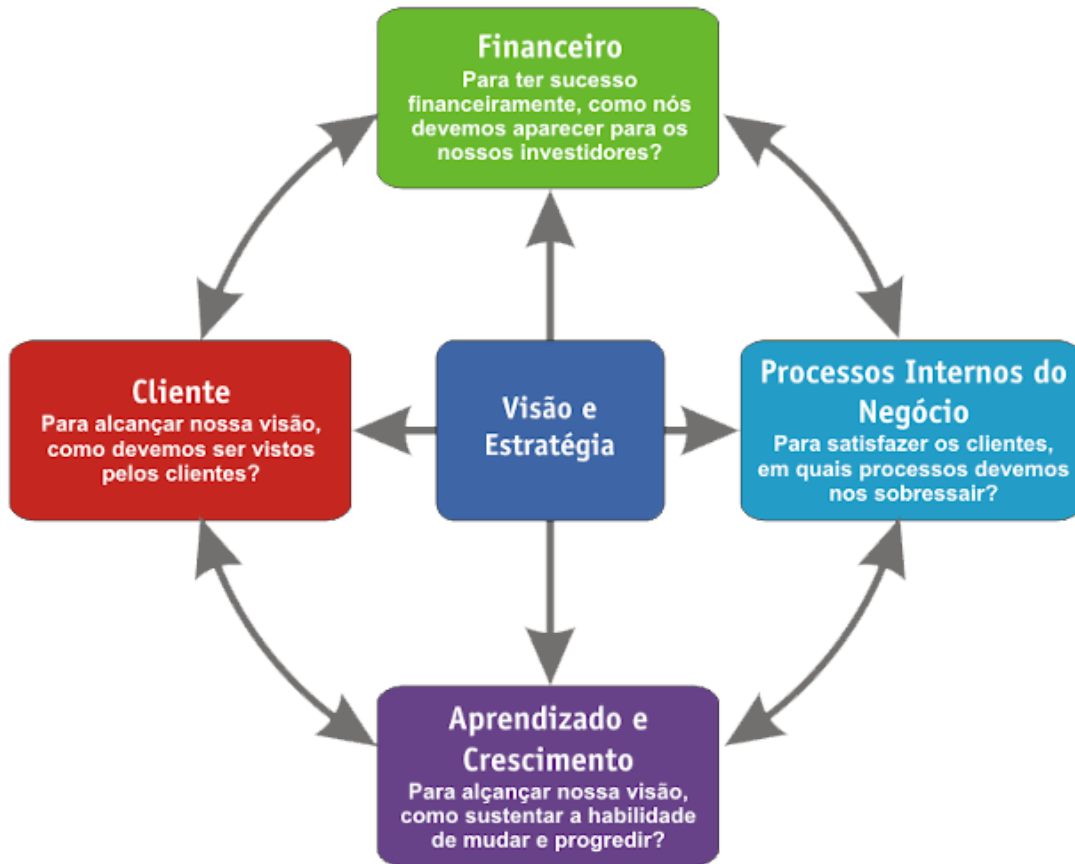 Financeiro
Para ter sucesso
financeiramente, como nós
devemos aparecer para os
nossos investidores?
Cliente
Para alcançar nossa visão,
como devemos ser vistos
pelos clientes?
Visão e
Estratégia
Processos Internos do
Negócio
Para satisfazer os clientes,
em quais processos devemos
nos sobressair?
Aprendizado e
Crescimento
Para alçançar nossa visão,
como sustentar a habilidade
de mudar e progredir?